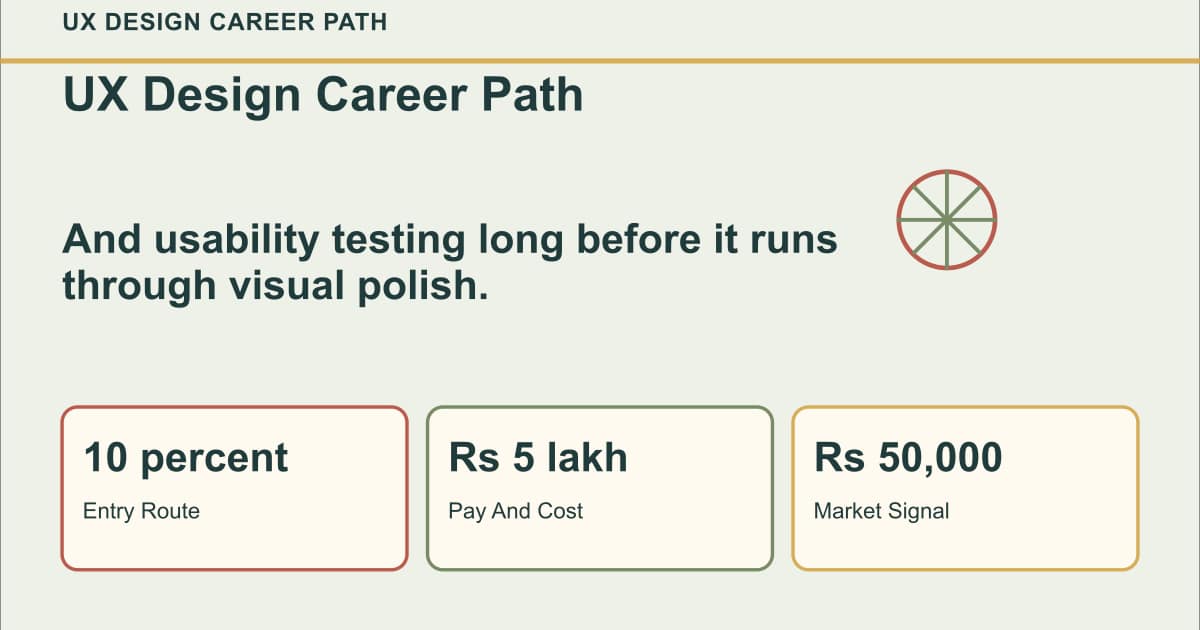 UX DESIGN CAREER PATH
UX Design Career Path
And usability testing long before it runs
through visual polish.
10 percent
Entry Route
Rs 5 lakh
Pay And Cost
Rs 50,000
Market Signal